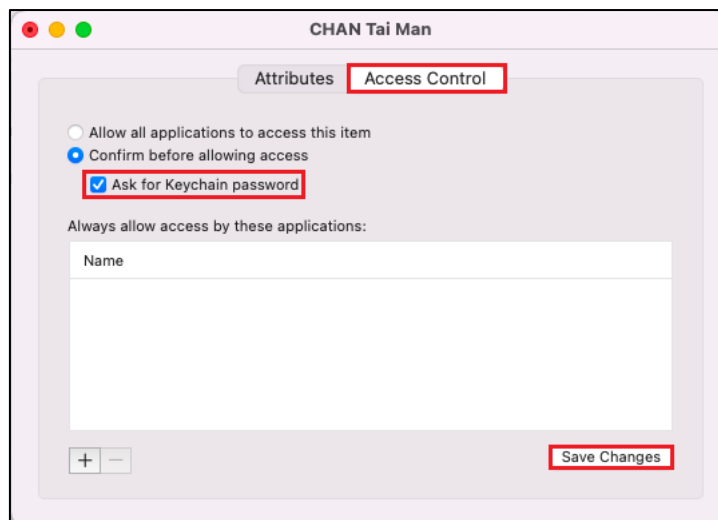 CHAN Tai Man
Attributes Access Control
Allow all applications to access this item
Confirm before allowing access
Ask for Keychain password
Always allow access by these applications:
Name
Save Changes